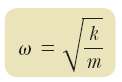 ω = √(k/m)